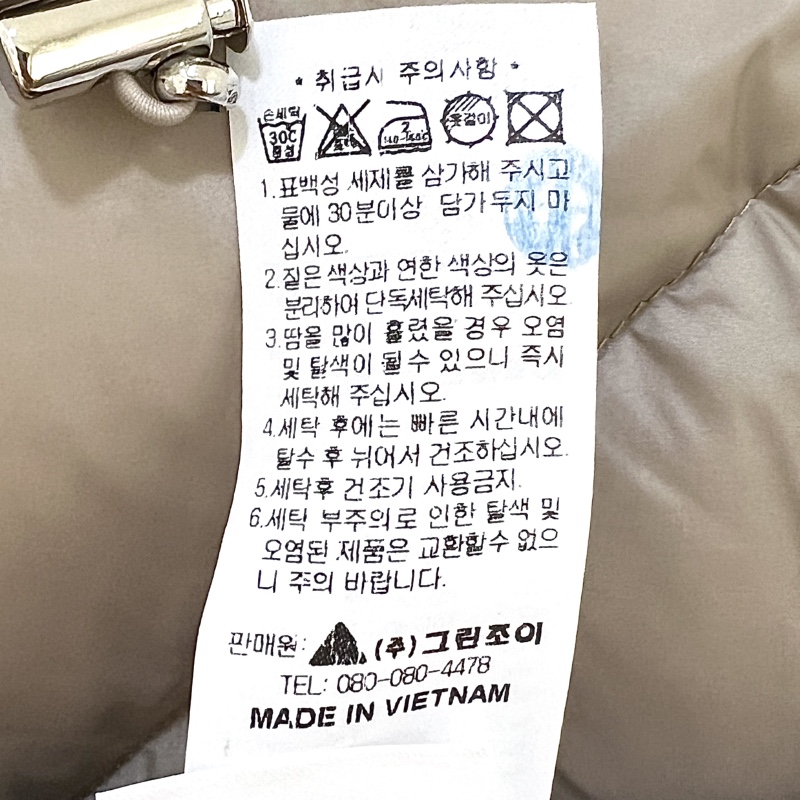 * 취급시 주의사항 *
손세탁
30C
중성
옷걸이
1.표백성 세제를 삼가해 주시고
물에 30분이상 담가두지 마
십시오.
2.짙은 색상과 연한 색상의 옷은
분리하여 단독세탁해 주십시오
3.땀을 많이 흘렸을 경우 오염
및 탈색이 될 수 있으니 즉시
세탁해 주십시오.
4.세탁 후에는 빠른 시간내에
탈수 후 뉘어서 건조하십시오.
5.세탁후 건조기 사용금지.
6.세탁 부주의로 인한 탈색 및
오염된 제품은 교환할수 없으
니 주의 바랍니다.
판매원: (주)그린조이
TEL: 080-080-4478
MADE IN VIETNAM